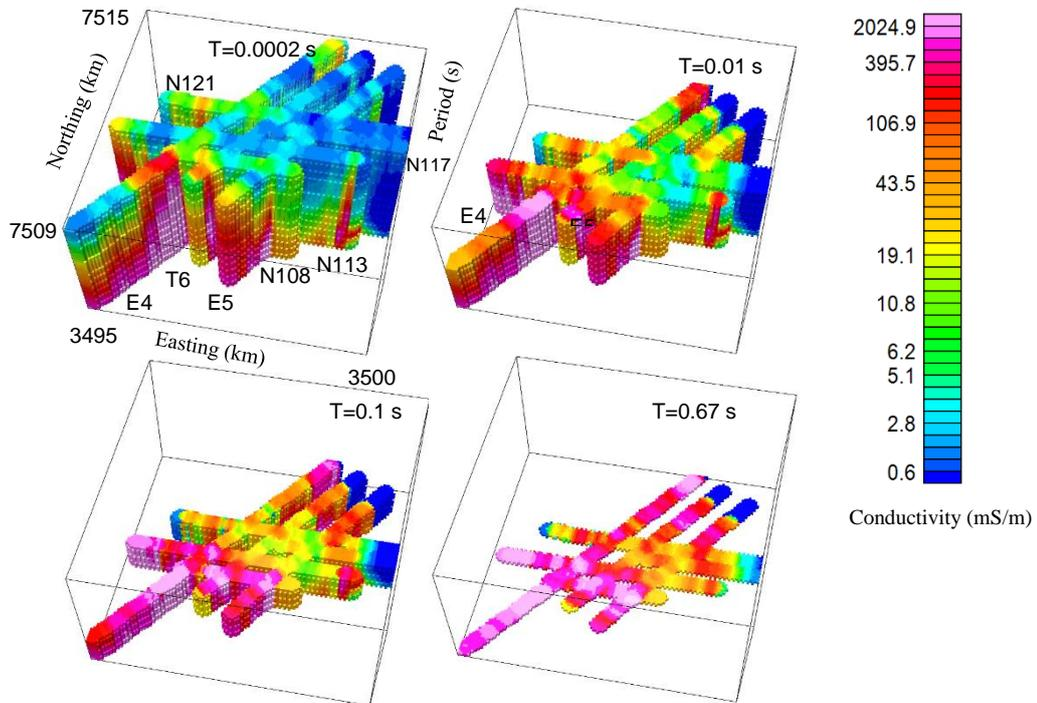 7515
T=0.0002 s
Northing (km)
N121
N117
7509
T6
N108
N113
E4
E5
3495
Easting (km)
3500
Period (s)
T=0.01 s
E4
T=0.1 s
T=0.67 s
2024.9
395.7
106.9
43.5
19.1
10.8
6.2
5.1
2.8
0.6
Conductivity (mS/m)